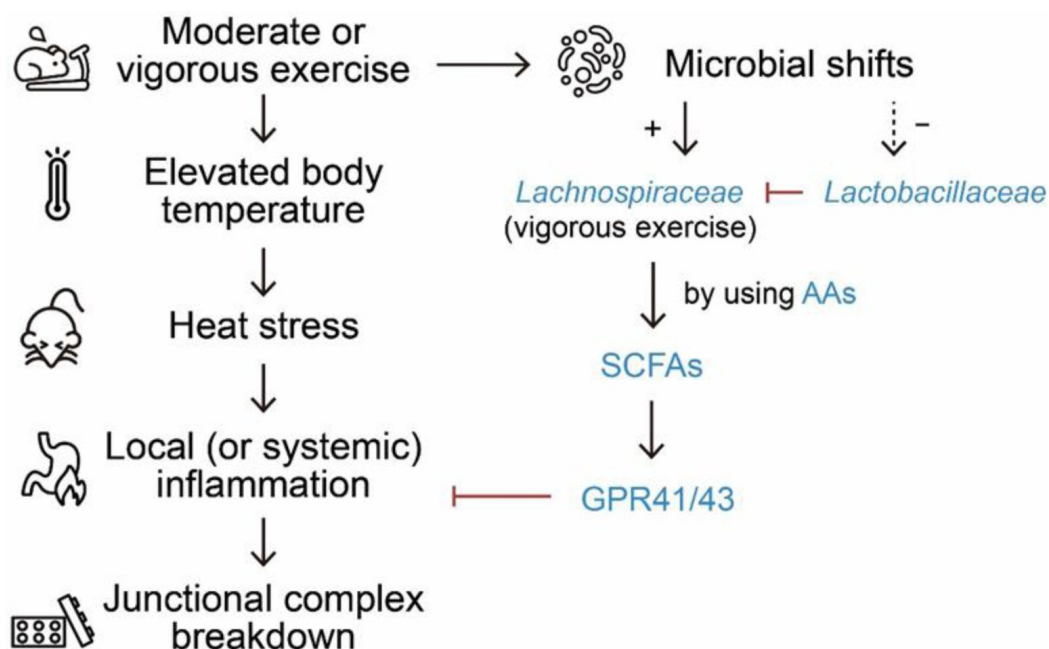 Moderate or
vigorous exercise
Microbial shifts
+
−
Elevated body
temperature
Lachnospiraceae
(vigorous exercise)
Lactobacillaceae
by using AAs
Heat stress
SCFAs
Local (or systemic)
inflammation
GPR41/43
Junctional complex
breakdown